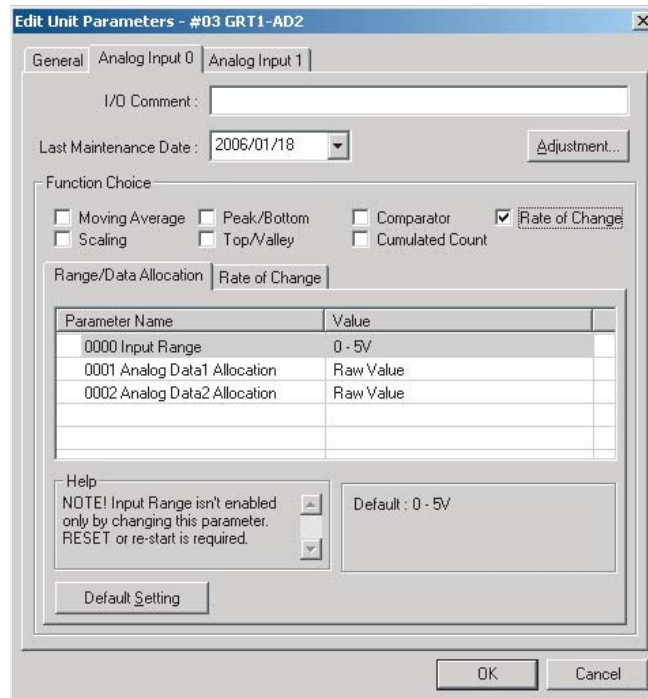 Edit Unit Parameters - #03 GRT1-AD2
General Analog Input 0 Analog Input 1
I/O Comment :
Last Maintenance Date : 2006/01/18 Adjustment...
Function Choice
Moving Average Peak/Bottom Comparator Rate of Change
Scaling Top/Valley Cumulated Count
Range/Data Allocation Rate of Change
Parameter Name Value
0000 Input Range 0 - 5V
0001 Analog Data1 Allocation Raw Value
0002 Analog Data2 Allocation Raw Value
Help
NOTE! Input Range isn't enabled
only by changing this parameter.
RESET or re-start is required.
Default : 0 - 5V
Default Setting
OK Cancel